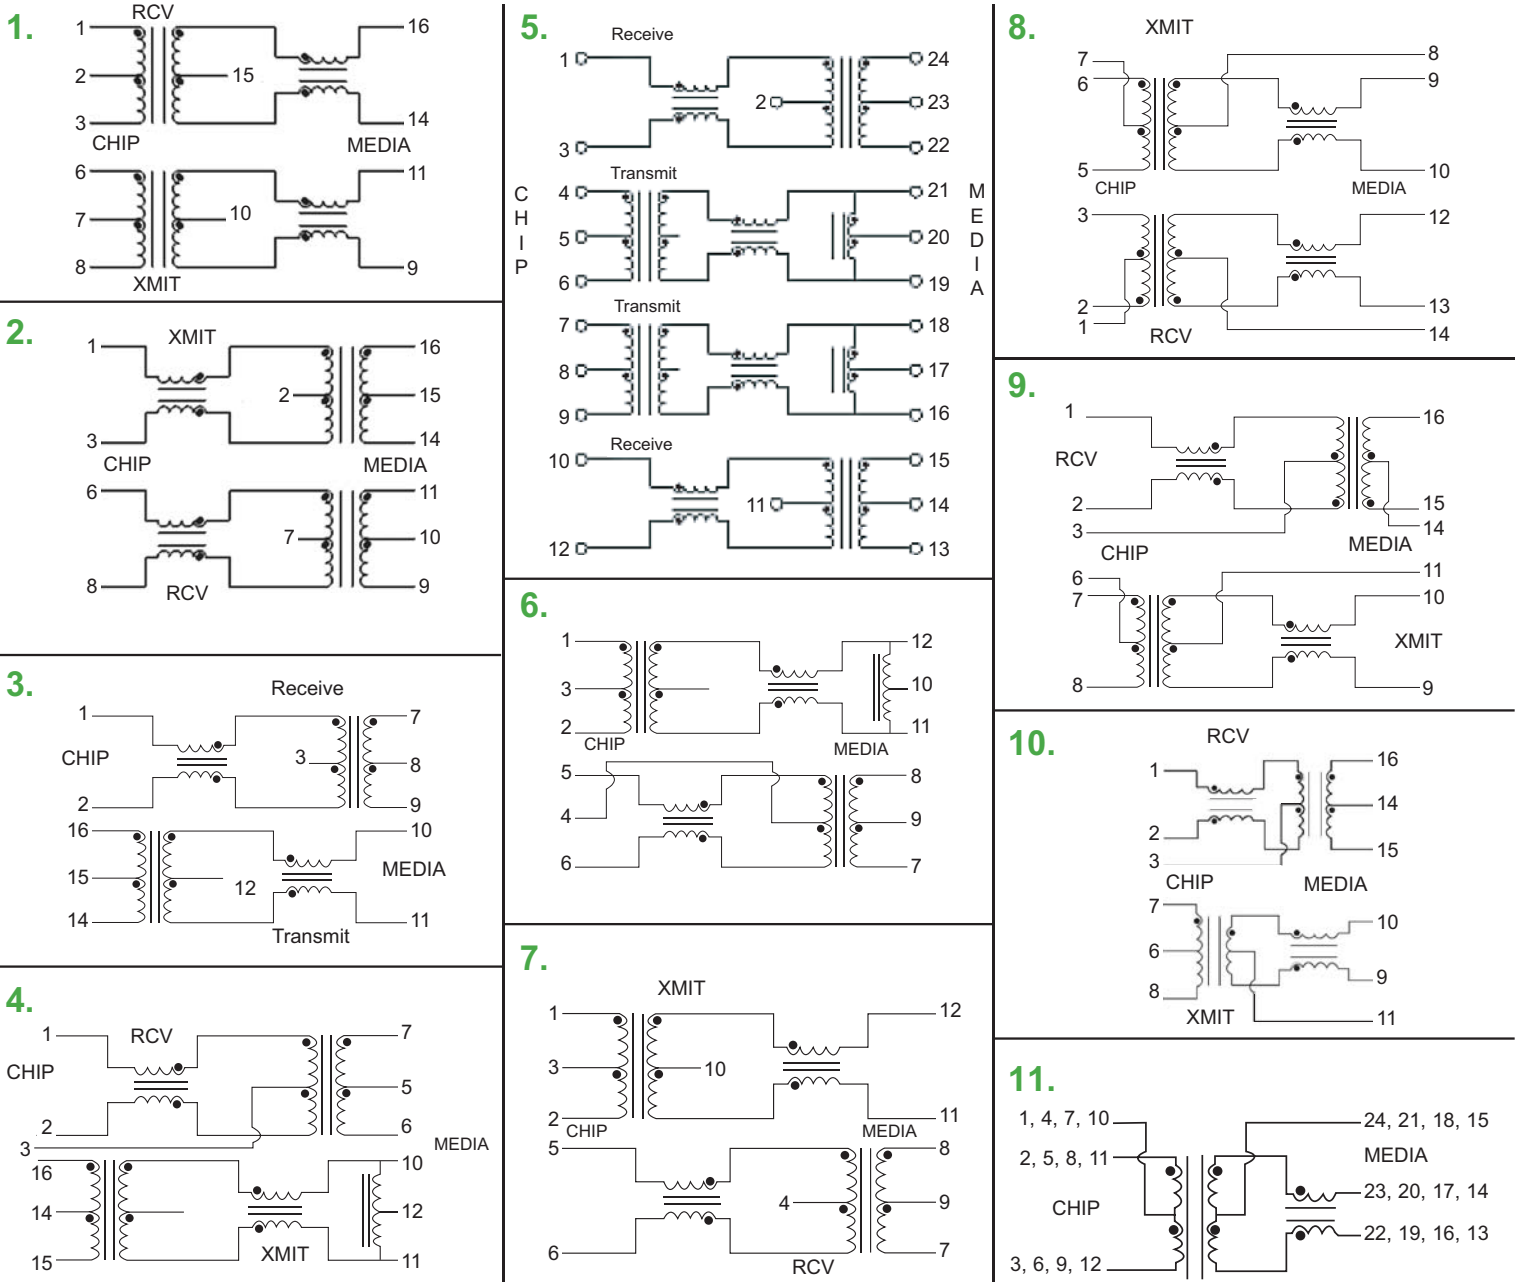 1.
RCV
1
16
2
15
3
14
CHIP
MEDIA
6
11
7
10
8
9
XMIT
2.
XMIT
1
16
2
15
3
14
CHIP
MEDIA
6
11
7
10
8
9
RCV
3.
Receive
1
7
CHIP
3
8
2
9
16
10
15
12
MEDIA
14
11
Transmit
4.
1
RCV
7
CHIP
5
2
6
3
MEDIA
16
10
14
12
15
XMIT
11
5.
Receive
1
24
2
23
3
22
Transmit
4
21
CHIP
MEDIA
5
20
6
19
Transmit
7
18
8
17
9
16
Receive
10
15
11
14
12
13
6.
1
12
3
10
2
11
CHIP
MEDIA
5
8
4
9
6
7
7.
XMIT
1
12
3
10
2
11
CHIP
MEDIA
5
8
4
9
6
7
RCV
8.
XMIT
7
8
6
9
5
10
CHIP
MEDIA
3
12
2
13
1
14
RCV
9.
1
16
RCV
2
15
3
14
CHIP
MEDIA
6
11
7
10
XMIT
8
9
10.
RCV
1
16
14
2
15
3
CHIP
MEDIA
7
10
6
9
8
XMIT
11
11.
1, 4, 7, 10
24, 21, 18, 15
2, 5, 8, 11
MEDIA
23, 20, 17, 14
CHIP
22, 19, 16, 13
3, 6, 9, 12